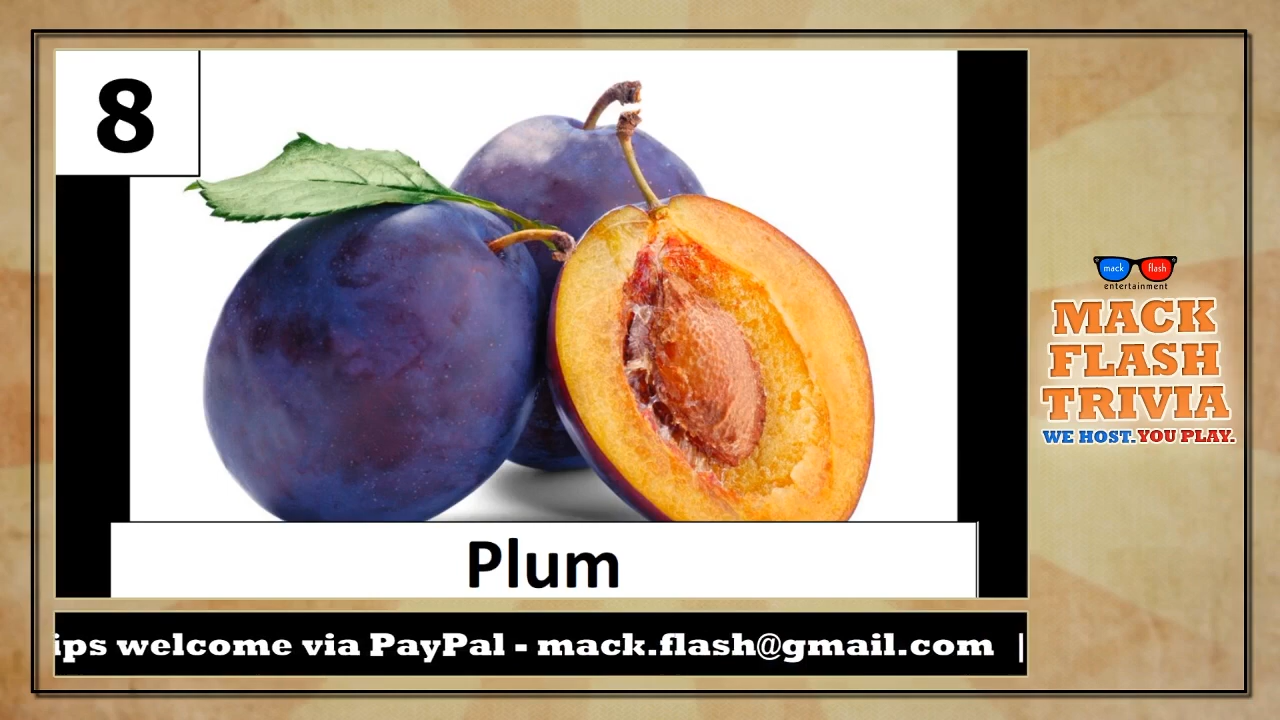 8
Plum
mack flash
entertainment
MACK
FLASH
TRIVIA
WE HOST. YOU PLAY.
ips welcome via PayPal - mack.flash@gmail.com |